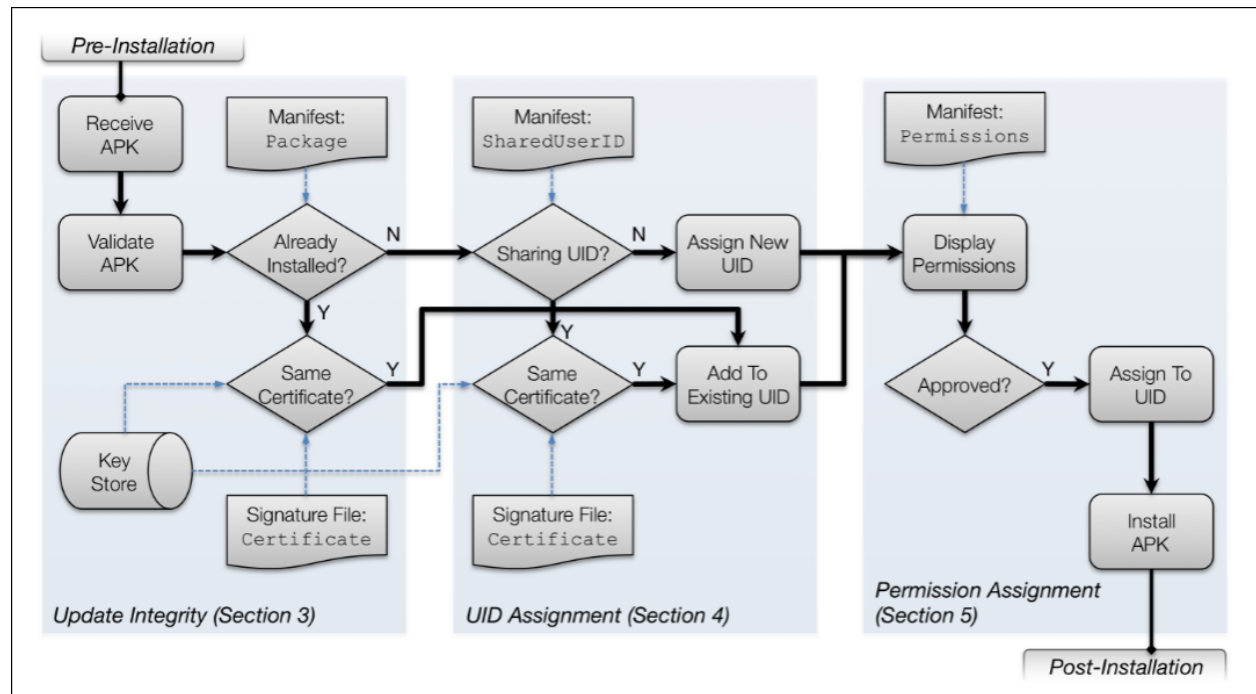 Pre-Installation
Receive
APK
Manifest:
Package
Manifest:
SharedUserID
Manifest:
Permissions
Validate
APK
Already
Installed?
N
Sharing UID?
N
Assign New
UID
Display
Permissions
Y
Y
Same
Certificate?
Y
Same
Certificate?
Y
Add To
Existing UID
Approved?
Y
Assign To
UID
Key
Store
Signature File:
Certificate
Signature File:
Certificate
Install
APK
Update Integrity (Section 3)
UID Assignment (Section 4)
Permission Assignment
(Section 5)
Post-Installation